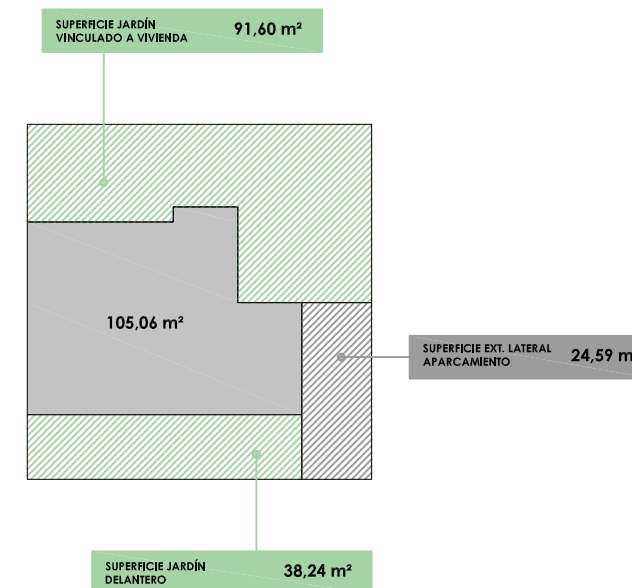 SUPERFICIE JARDÍN
VINCULADO A VIVIENDA
91,60 m²
105,06 m²
SUPERFICIE EXT. LATERAL
APARCAMIENTO
24,59 m
SUPERFICIE JARDÍN
DELANTERO
38,24 m²